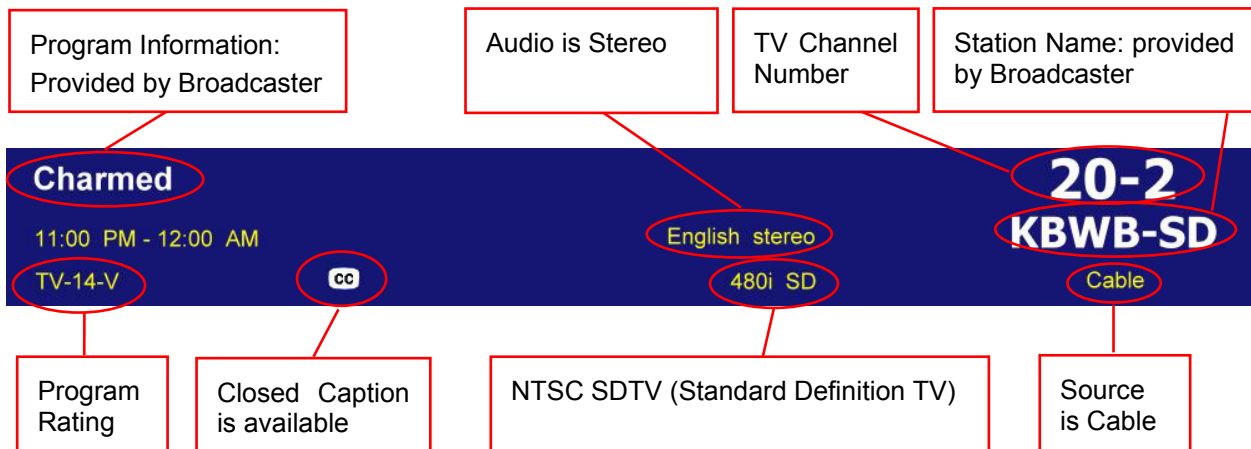 Program Information:
Provided by Broadcaster
Audio is Stereo
TV Channel
Number
Station Name: provided
by Broadcaster
Charmed
20-2
11:00 PM - 12:00 AM
English stereo
KBWB-SD
TV-14-V
CC
480i SD
Cable
Program
Rating
Closed Caption
is available
NTSC SDTV (Standard Definition TV)
Source
is Cable